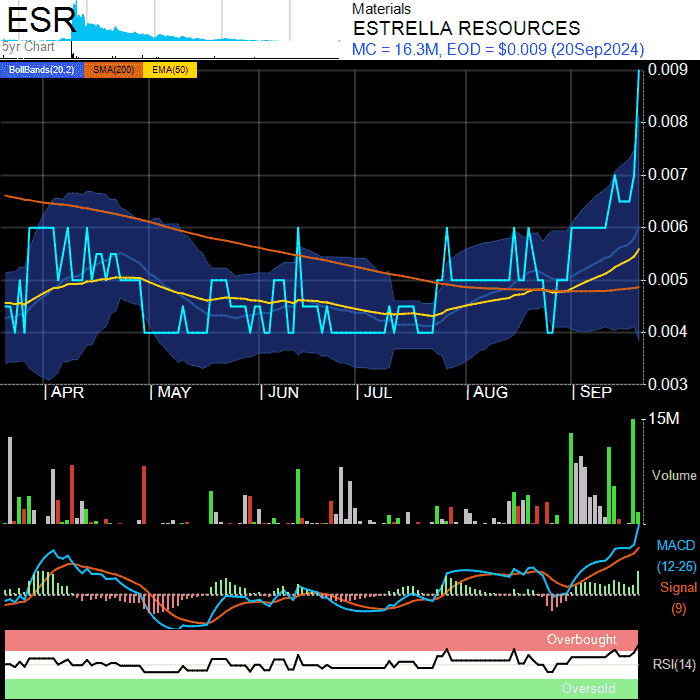 ESR
5yr Chart
Materials
ESTRELLA RESOURCES
MC = 16.3M, EOD = $0.009 (20Sep2024)
BollBands(20,2) SMA(200) EMA(50)
0.009
0.008
0.007
0.006
0.005
0.004
0.003
APR MAY JUN JUL AUG SEP
15M
Volume
MACD
(12-26)
Signal
(9)
Overbought
RSI(14)
Oversold